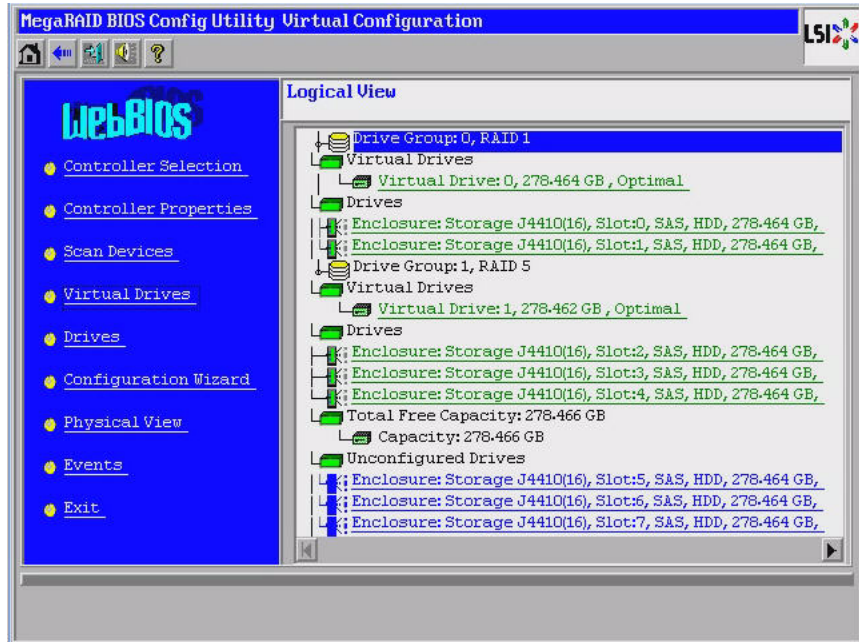 MegaRAID BIOS Config Utility Virtual Configuration
LSI
Logical View
WebBIOS
Controller Selection
Controller Properties
Scan Devices
Virtual Drives
Drives
Configuration Wizard
Physical View
Events
Exit
Drive Group: 0, RAID 1
Virtual Drives
Virtual Drive: 0, 278.464 GB, Optimal
Drives
Enclosure: Storage J4410(16), Slot:0, SAS, HDD, 278.464 GB,
Enclosure: Storage J4410(16), Slot:1, SAS, HDD, 278.464 GB,
Drive Group: 1, RAID 5
Virtual Drives
Virtual Drive: 1, 278.462 GB, Optimal
Drives
Enclosure: Storage J4410(16), Slot:2, SAS, HDD, 278.464 GB,
Enclosure: Storage J4410(16), Slot:3, SAS, HDD, 278.464 GB,
Enclosure: Storage J4410(16), Slot:4, SAS, HDD, 278.464 GB,
Total Free Capacity: 278.466 GB
Capacity: 278.466 GB
Unconfigured Drives
Enclosure: Storage J4410(16), Slot:5, SAS, HDD, 278.464 GB,
Enclosure: Storage J4410(16), Slot:6, SAS, HDD, 278.464 GB,
Enclosure: Storage J4410(16), Slot:7, SAS, HDD, 278.464 GB,